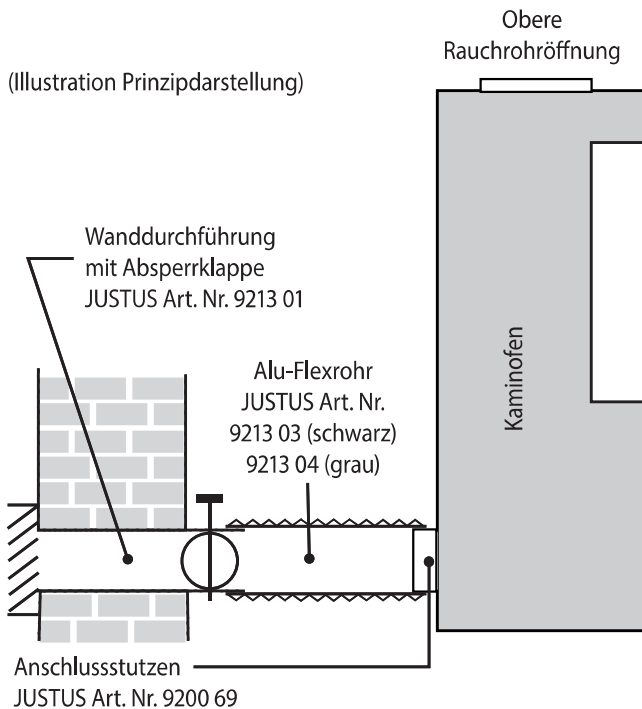 Obere
Rauchrohröffnung
(Illustration Prinzipdarstellung)
Wanddurchführung
mit Absperrklappe
JUSTUS Art. Nr. 9213 01
Alu-Flexrohr
JUSTUS Art. Nr.
9213 03 (schwarz)
9213 04 (grau)
Kaminofen
Anschlussstutzen
JUSTUS Art. Nr. 9200 69